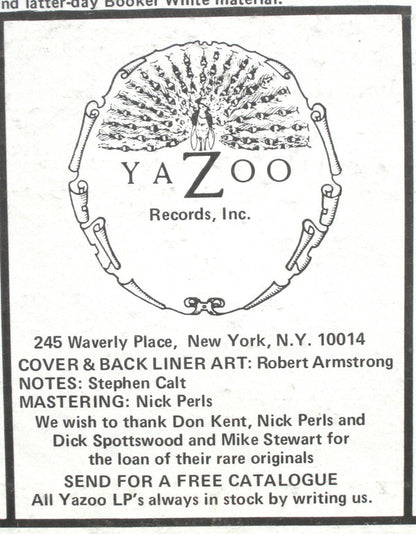 nd latter-day Booker White material.
YAZOO
Records, Inc.
245 Waverly Place, New York, N.Y. 10014
COVER & BACK LINER ART: Robert Armstrong
NOTES: Stephen Calt
MASTERING: Nick Perls
We wish to thank Don Kent, Nick Perls and
Dick Spottswood and Mike Stewart for
the loan of their rare originals
SEND FOR A FREE CATALOGUE
All Yazoo LP's always in stock by writing us.